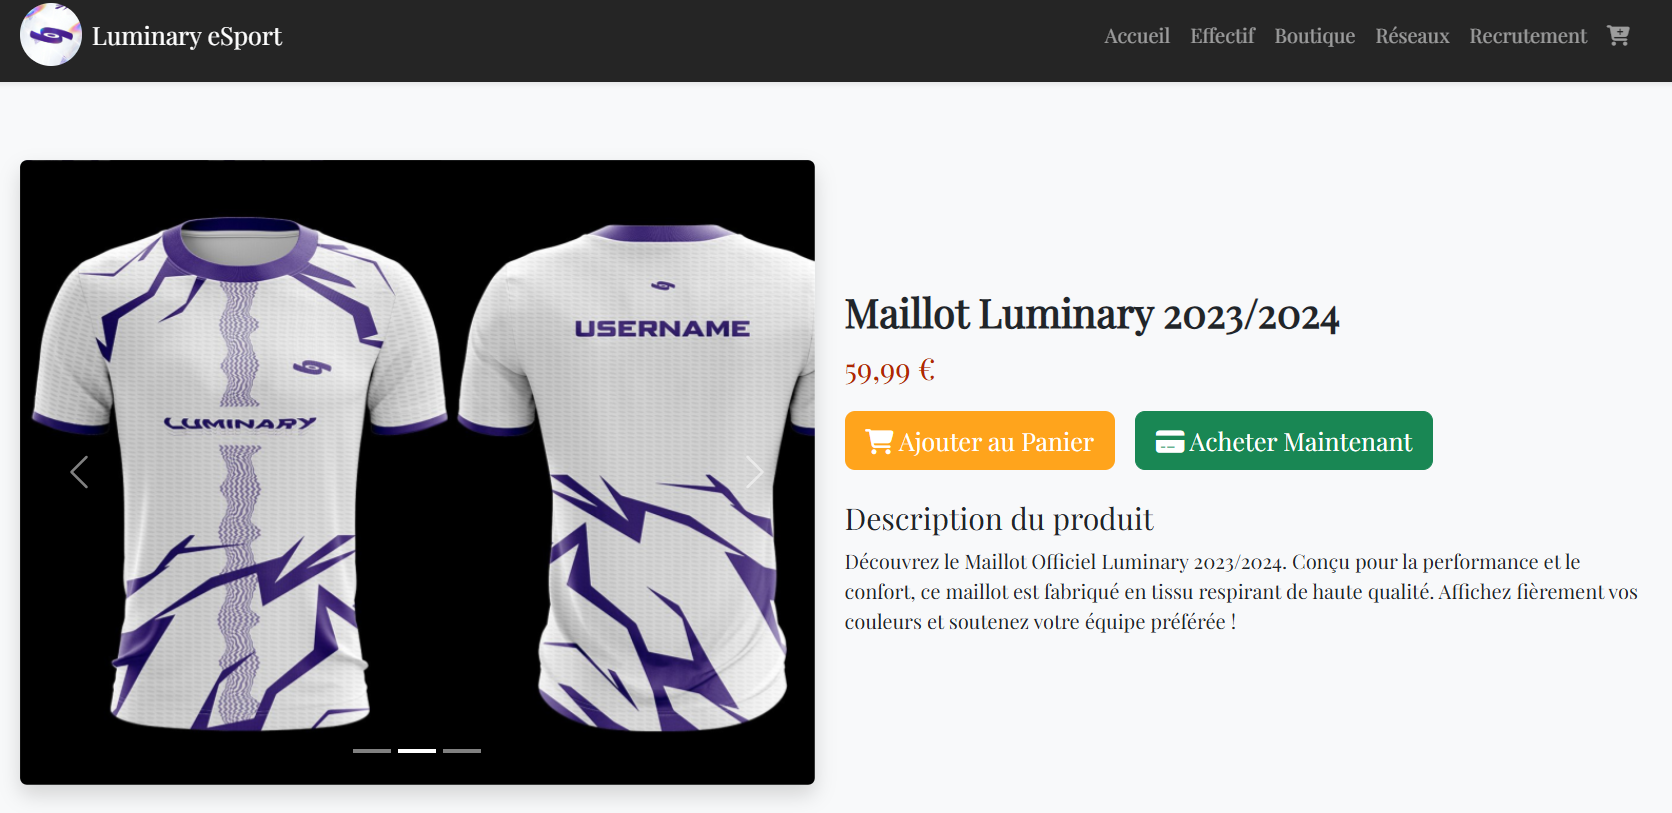 Luminary eSport
Accueil Effectif Boutique Réseaux Recrutement
LUMINARY
USERNAME
Maillot Luminary 2023/2024
59,99 €
Ajouter au Panier
Acheter Maintenant
Description du produit
Découvrez le Maillot Officiel Luminary 2023/2024. Conçu pour la performance et le
confort, ce maillot est fabriqué en tissu respirant de haute qualité. Affichez fièrement vos
couleurs et soutenez votre équipe préférée !